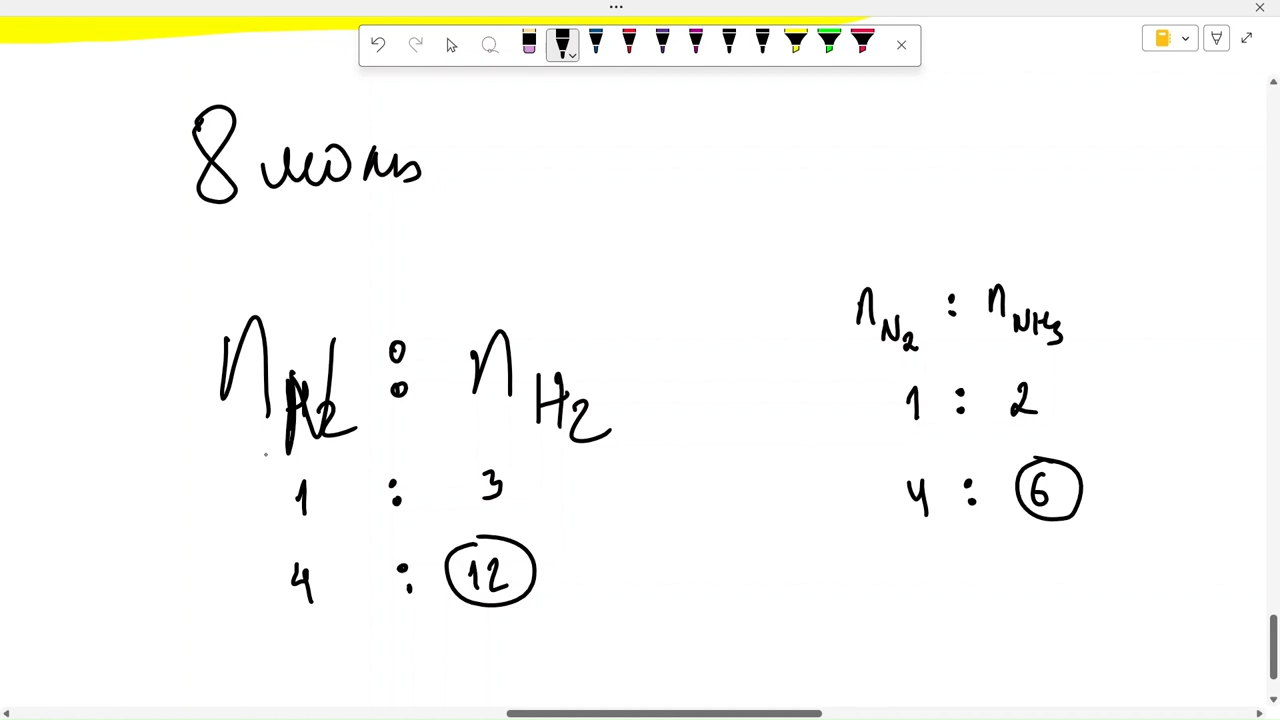 8 моль
n N2 : n H2
1 : 3
4 : 12
n N2 : n NH3
1 : 2
4 : 6